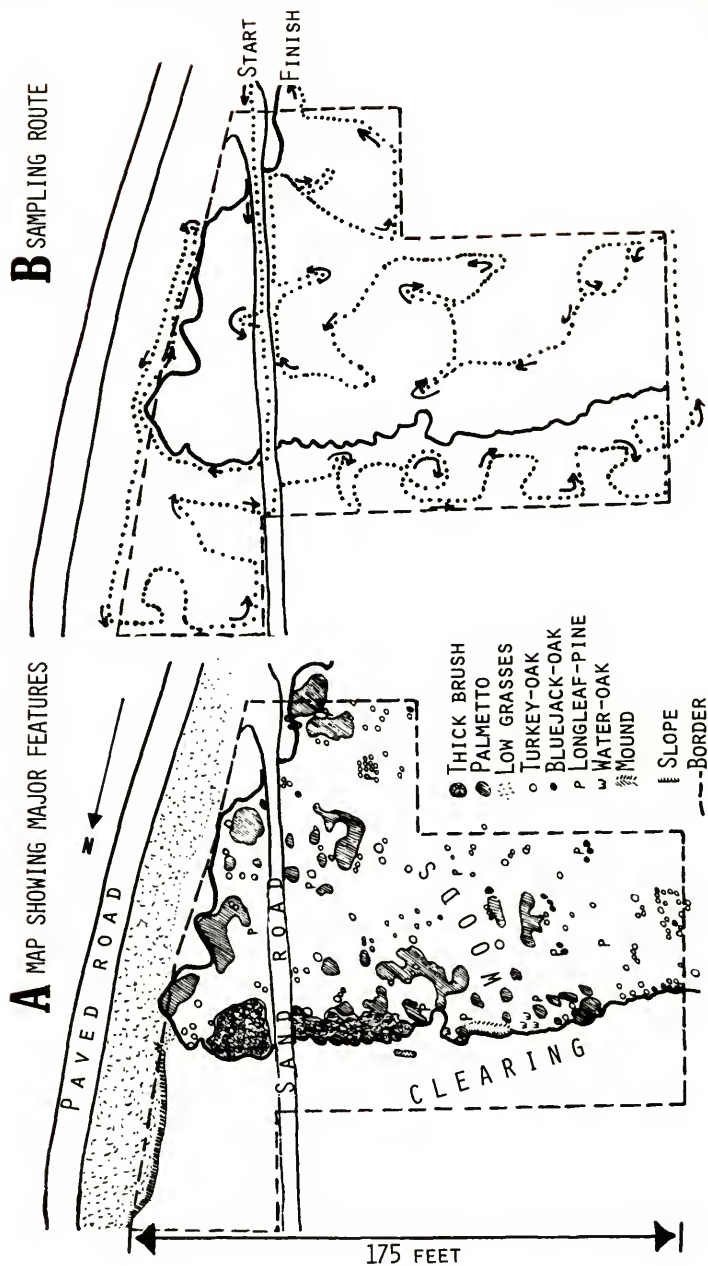 A MAP SHOWING MAJOR FEATURES
N
PAVED ROAD
SAND ROAD
WOODS
CLEARING
THICK BRUSH
PALMETTO
LOW GRASSES
TURKEY-OAK
BLUEJACK-OAK
P LONGLEAF-PINE
W WATER-OAK
MOUND
SLOPE
BORDER
175 FEET
B SAMPLING ROUTE
START
FINISH